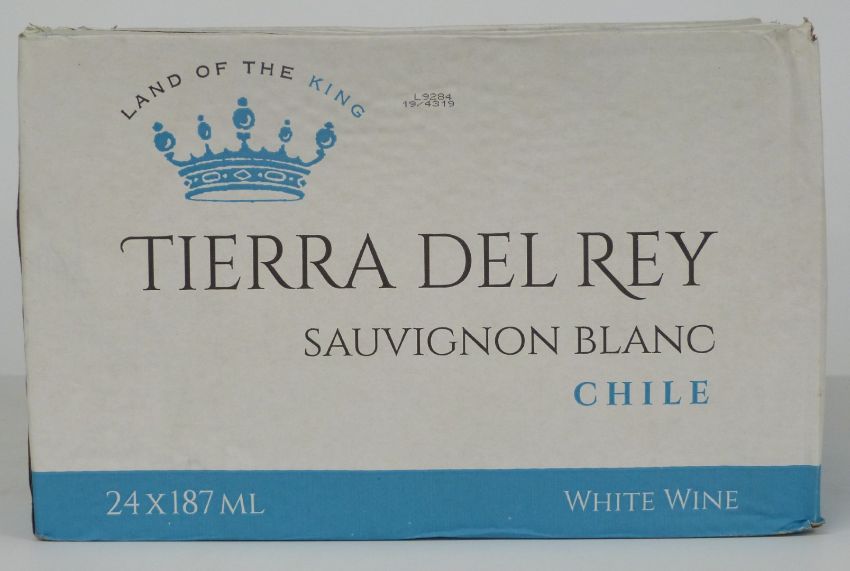 LAND OF THE KING
L9284
19/4319
TIERRA DEL REY
SAUVIGNON BLANC
CHILE
24 X 187 ML
WHITE WINE